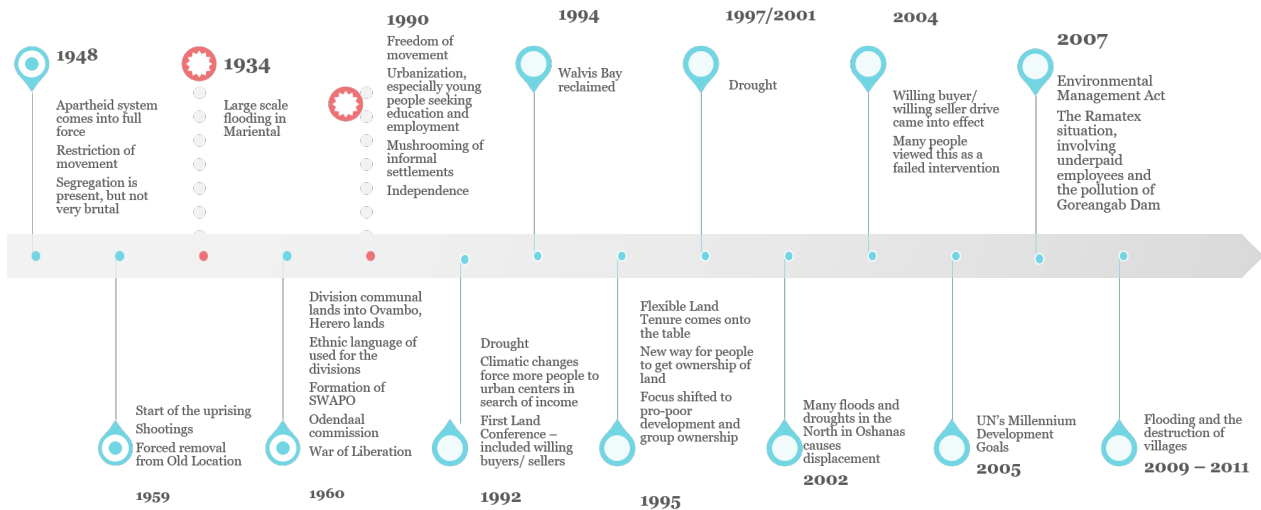 1948
Apartheid system
comes into full
force
Restriction of
movement
Segregation is
present, but not
very brutal
1934
Large scale
flooding in
Mariental
1990
Freedom of
movement
Urbanization,
especially young
people seeking
education and
employment
Mushrooming of
informal
settlements
Independence
1994
Walvis Bay
reclaimed
1997/2001
Drought
2004
Willing buyer/
willing seller drive
came into effect
Many people
viewed this as a
failed intervention
2007
Environmental
Management Act
The Ramatex
situation,
involving
underpaid
employees and
the pollution of
Goreangab Dam
Start of the uprising
Shootings
Forced removal
from Old Location
1959
Division communal
lands into Ovambo,
Herero lands
Ethnic language of
used for the
divisions
Formation of
SWAPO
Odendaal
commission
War of Liberation
1960
Drought
Climatic changes
force more people to
urban centers in
search of income
First Land
Conference –
included willing
buyers/ sellers
1992
Flexible Land
Tenure comes onto
the table
New way for people
to get ownership of
land
Focus shifted to
pro-poor
development and
group ownership
1995
Many floods and
droughts in the
North in Oshanas
causes
displacement
2002
UN's Millennium
Development
Goals
2005
Flooding and the
destruction of
villages
2009 – 2011